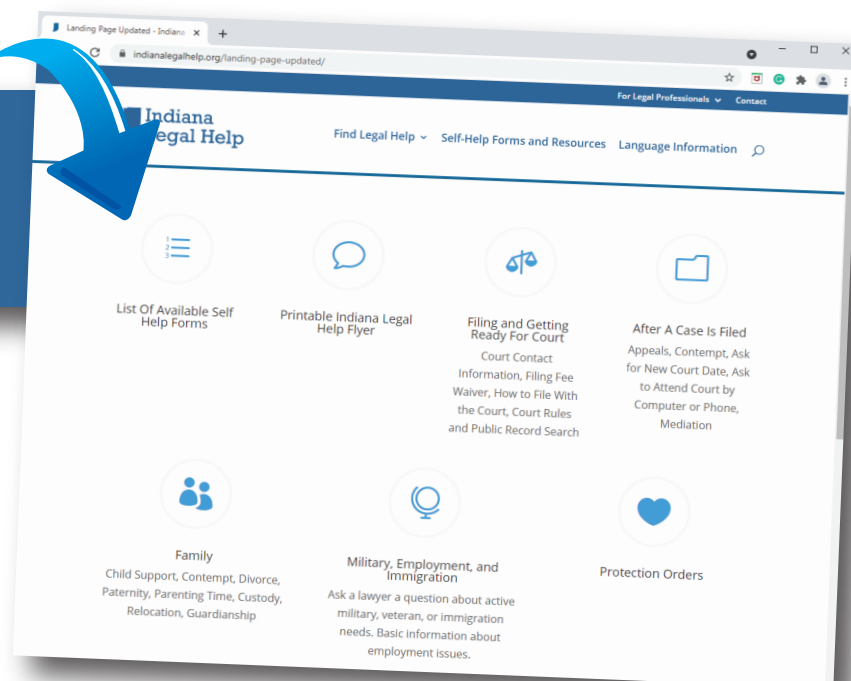 Landing Page Updated - Indiana
indianalegalhelp.org/landing-page-updated/
For Legal Professionals Contact
Indiana
Legal Help
Find Legal Help Self-Help Forms and Resources Language Information
1
2
3
List Of Available Self
Help Forms
Printable Indiana Legal
Help Flyer
Filing and Getting
Ready For Court
Court Contact
Information, Filing Fee
Waiver, How to File With
the Court, Court Rules
and Public Record Search
After A Case Is Filed
Appeals, Contempt, Ask
for New Court Date, Ask
to Attend Court by
Computer or Phone,
Mediation
Family
Child Support, Contempt, Divorce,
Paternity, Parenting Time, Custody,
Relocation, Guardianship
Military, Employment, and
Immigration
Ask a lawyer a question about active
military, veteran, or immigration
needs. Basic information about
employment issues.
Protection Orders